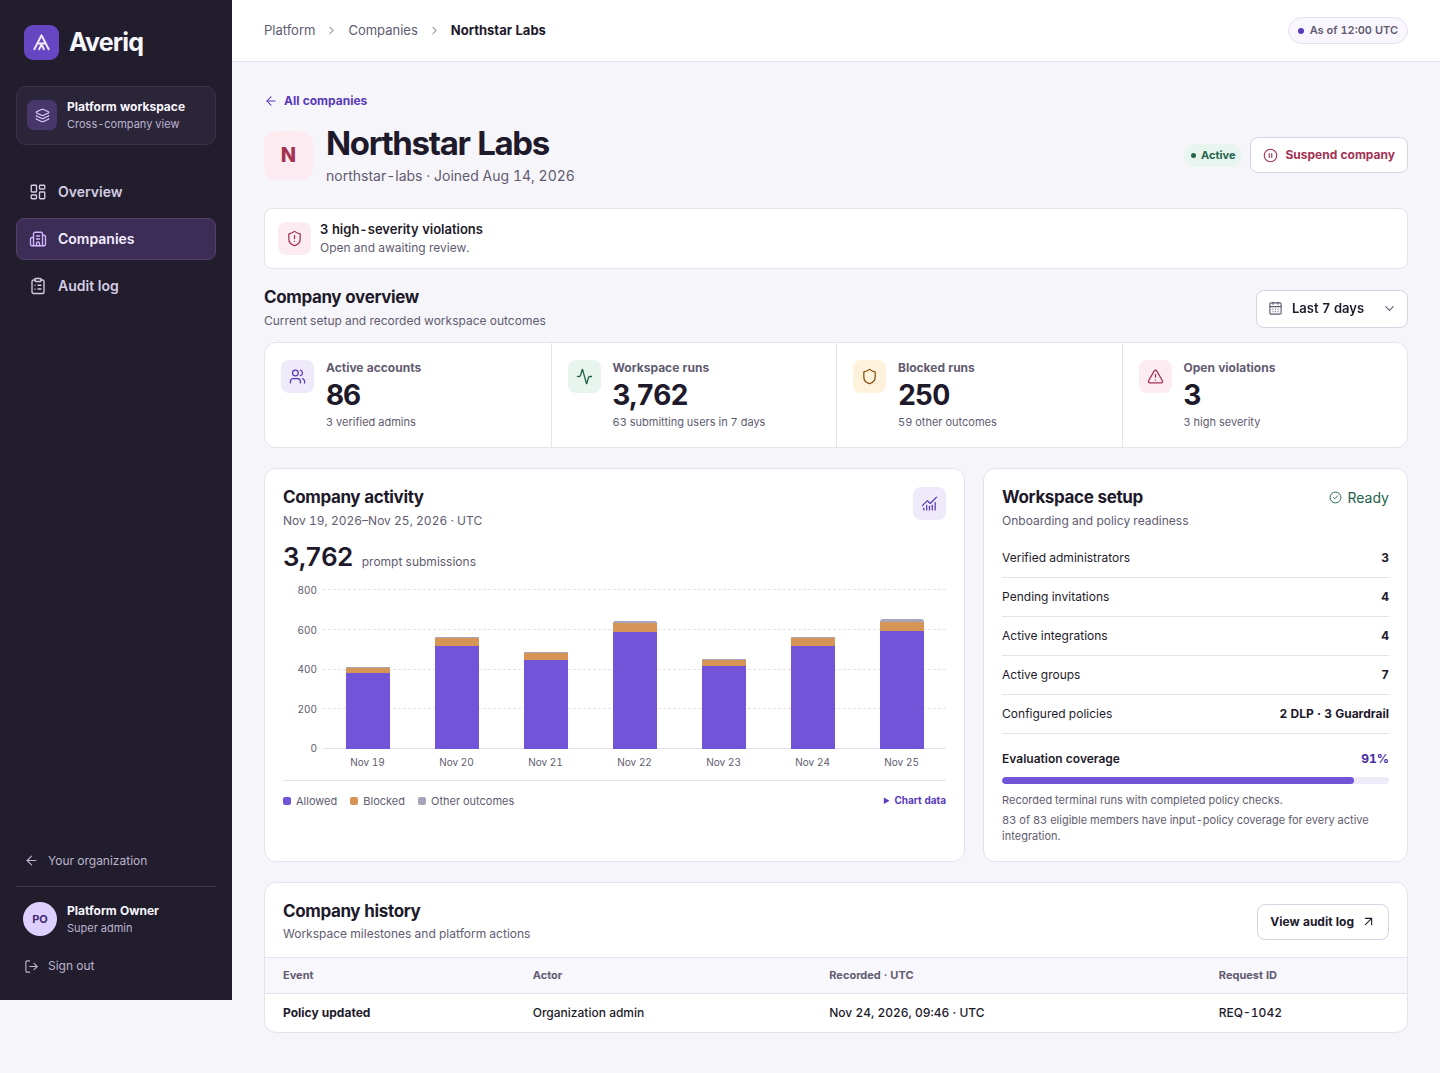 Averiq
Platform workspace
Cross-company view
Overview
Companies
Audit log
Your organization
PO
Platform Owner
Super admin
Sign out
Platform > Companies > Northstar Labs
As of 12:00 UTC
All companies
N
Northstar Labs
northstar-labs · Joined Aug 14, 2026
Active
Suspend company
3 high-severity violations
Open and awaiting review.
Company overview
Current setup and recorded workspace outcomes
Last 7 days
Active accounts
86
3 verified admins
Workspace runs
3,762
63 submitting users in 7 days
Blocked runs
250
59 other outcomes
Open violations
3
3 high severity
Company activity
Nov 19, 2026–Nov 25, 2026 · UTC
3,762 prompt submissions
800
600
400
200
0
Nov 19 Nov 20 Nov 21 Nov 22 Nov 23 Nov 24 Nov 25
Allowed Blocked Other outcomes
Chart data
Workspace setup
Ready
Onboarding and policy readiness
Verified administrators 3
Pending invitations 4
Active integrations 4
Active groups 7
Configured policies 2 DLP · 3 Guardrail
Evaluation coverage 91%
Recorded terminal runs with completed policy checks.
83 of 83 eligible members have input-policy coverage for every active
integration.
Company history
Workspace milestones and platform actions
View audit log
Event Actor Recorded · UTC Request ID
Policy updated Organization admin Nov 24, 2026, 09:46 · UTC REQ-1042